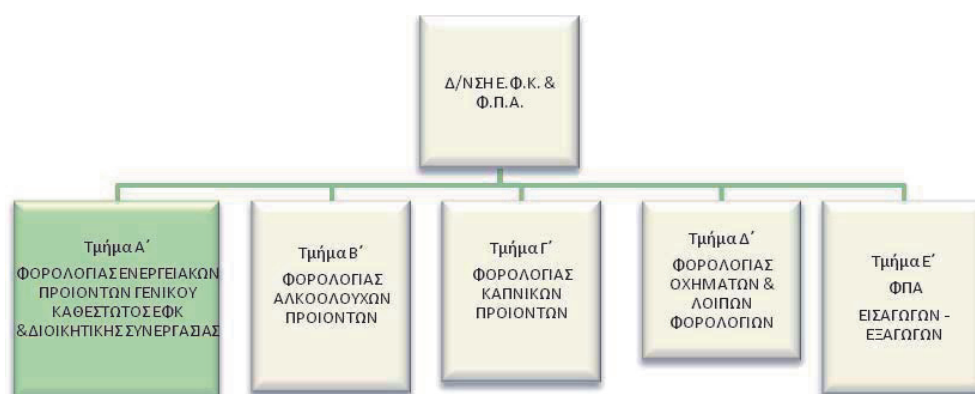 Δ/ΝΣΗ Ε.Φ.Κ. &
Φ.Π.Α.
Τμήμα Α΄
ΦΟΡΟΛΟΓΙΑΣ ΕΝΕΡΓΕΙΑΚΩΝ
ΠΡΟΙΟΝΤΩΝ ΓΕΝΙΚΟΥ
ΚΑΘΕΣΤΩΤΟΣ ΕΦΚ
& ΔΙΟΙΚΗΤΙΚΗΣ ΣΥΝΕΡΓΑΣΙΑΣ
Τμήμα Β΄
ΦΟΡΟΛΟΓΙΑΣ
ΑΛΚΟΟΛΟΥΧΩΝ
ΠΡΟΙΟΝΤΩΝ
Τμήμα Γ΄
ΦΟΡΟΛΟΓΙΑΣ
ΚΑΠΝΙΚΩΝ
ΠΡΟΙΟΝΤΩΝ
Τμήμα Δ΄
ΦΟΡΟΛΟΓΙΑΣ
ΟΧΗΜΑΤΩΝ &
ΛΟΙΠΩΝ
ΦΟΡΟΛΟΓΙΩΝ
Τμήμα Ε΄
ΦΠΑ
ΕΙΣΑΓΩΓΩΝ -
ΕΞΑΓΩΓΩΝ